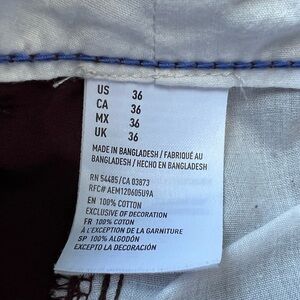 US 36
CA 36
MX 36
UK 36
MADE IN BANGLADESH / FABRIQUÉ AU
BANGLADESH / HECHO EN BANGLADESH
RN 54485/CA 03873
RFC# AEM120605U9A
EN 100% COTTON
EXCLUSIVE OF DECORATION
FR 100% COTON
À L'EXCEPTION DE LA GARNITURE
SP 100% ALGODÓN
EXCEPTO DEL LA GUARNICIÓN